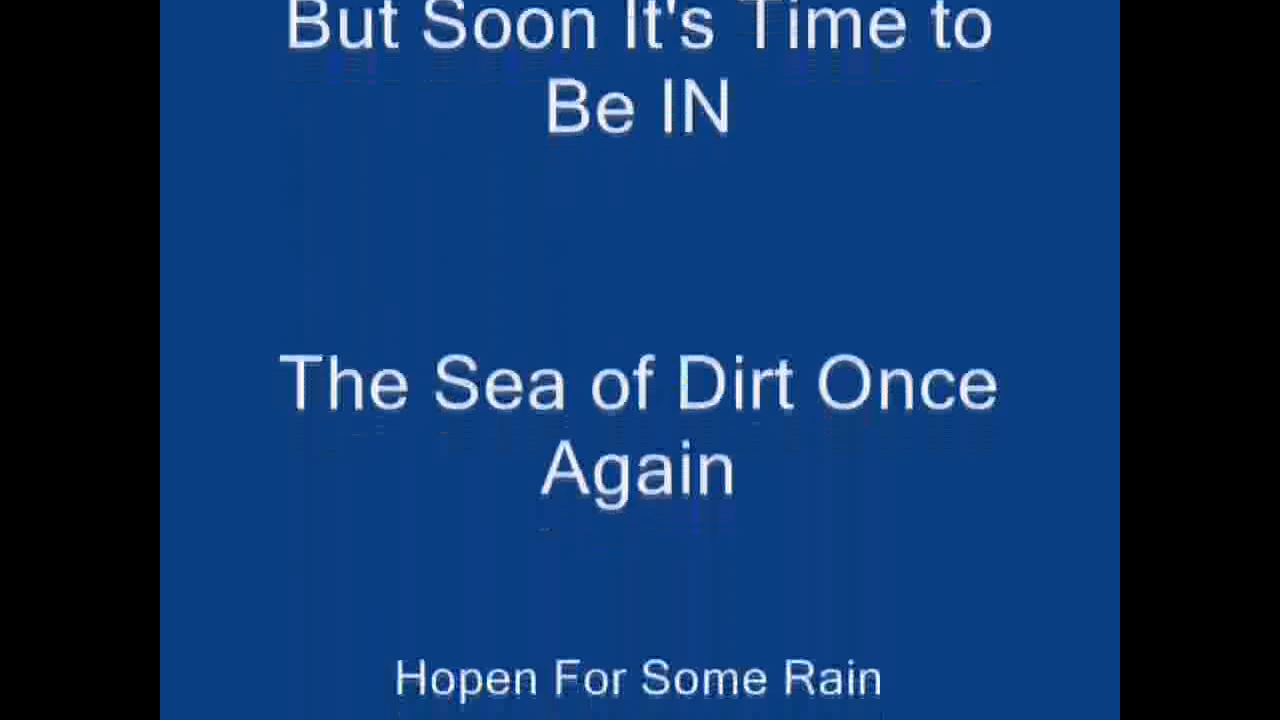 But Soon It's Time to
Be IN
The Sea of Dirt Once
Again
Hopen For Some Rain